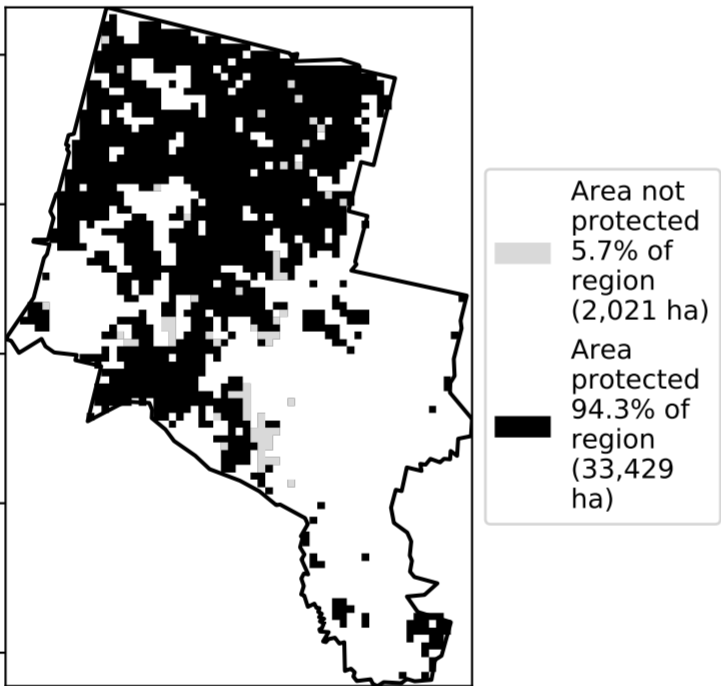 Area not
protected
5.7% of
region
(2,021 ha)
Area
protected
94.3% of
region
(33,429
ha)